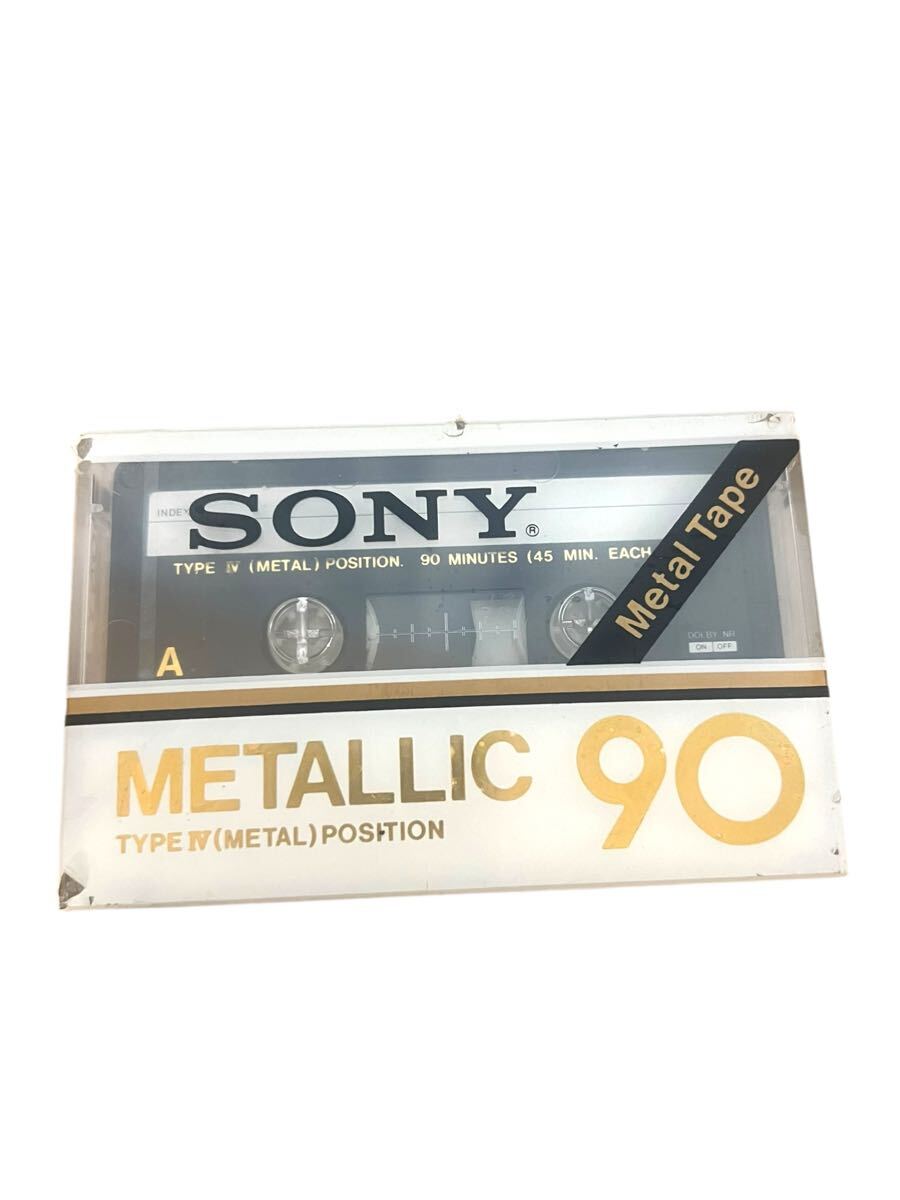 Metal Tape
INDEX
SONY®
TYPE IV (METAL) POSITION. 90 MINUTES (45 MIN. EACH
A
DOLBY NR
ON OFF
METALLIC 90
TYPE IV (METAL) POSITION